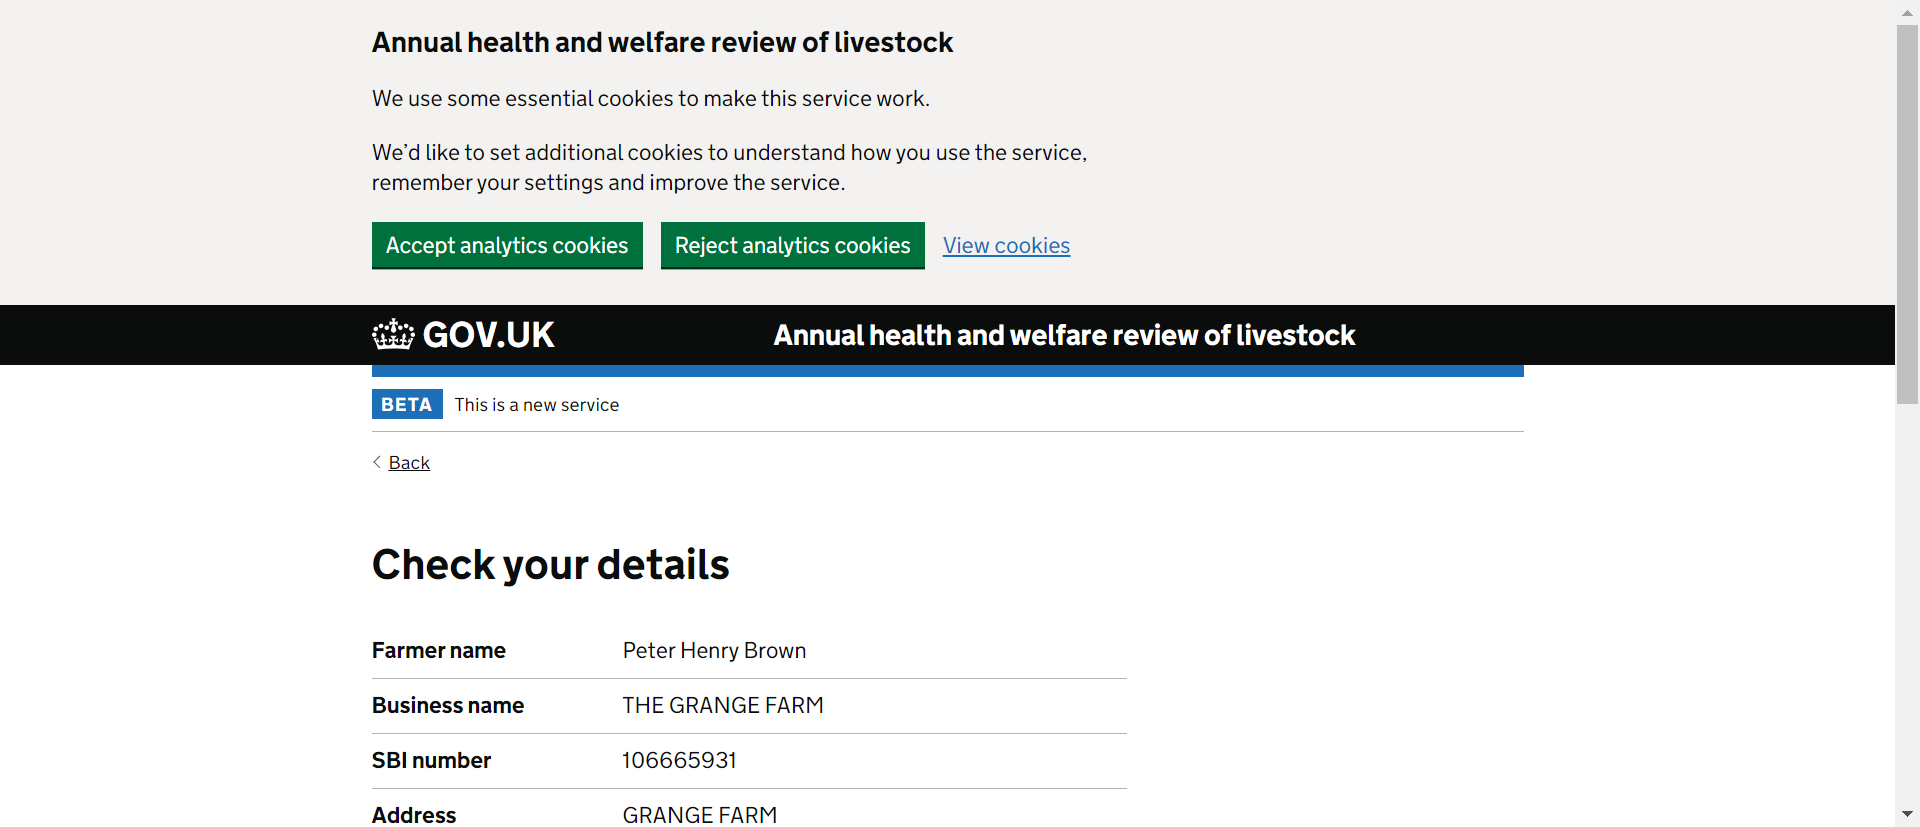 Annual health and welfare review of livestock
We use some essential cookies to make this service work.
We’d like to set additional cookies to understand how you use the service,
remember your settings and improve the service.
Accept analytics cookies Reject analytics cookies View cookies
GOV.UK Annual health and welfare review of livestock
BETA This is a new service
Back
Check your details
Farmer name Peter Henry Brown
Business name THE GRANGE FARM
SBI number 106665931
Address GRANGE FARM